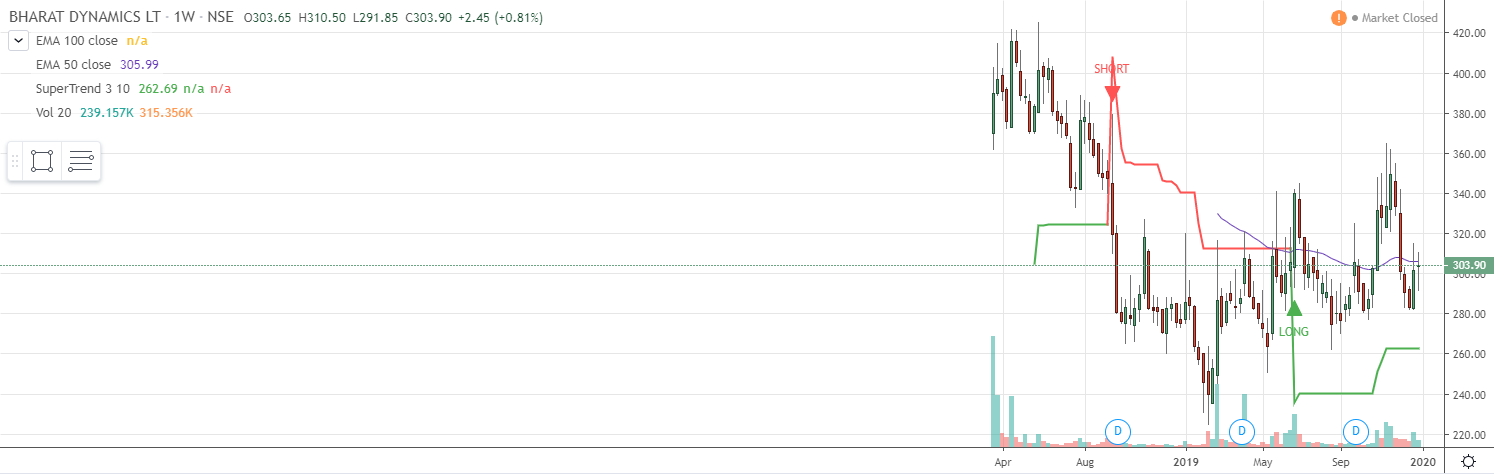 BHARAT DYNAMICS LT · 1W · NSE O303.65 H310.50 L291.85 C303.90 +2.45 (+0.81%)
! Market Closed
EMA 100 close n/a
EMA 50 close 305.99
SuperTrend 3 10 262.69 n/a n/a
Vol 20 239.157K 315.356K
SHORT
LONG
420.00
400.00
380.00
360.00
340.00
320.00
303.90
300.00
280.00
260.00
240.00
220.00
D D D
Apr Aug 2019 May Sep 2020